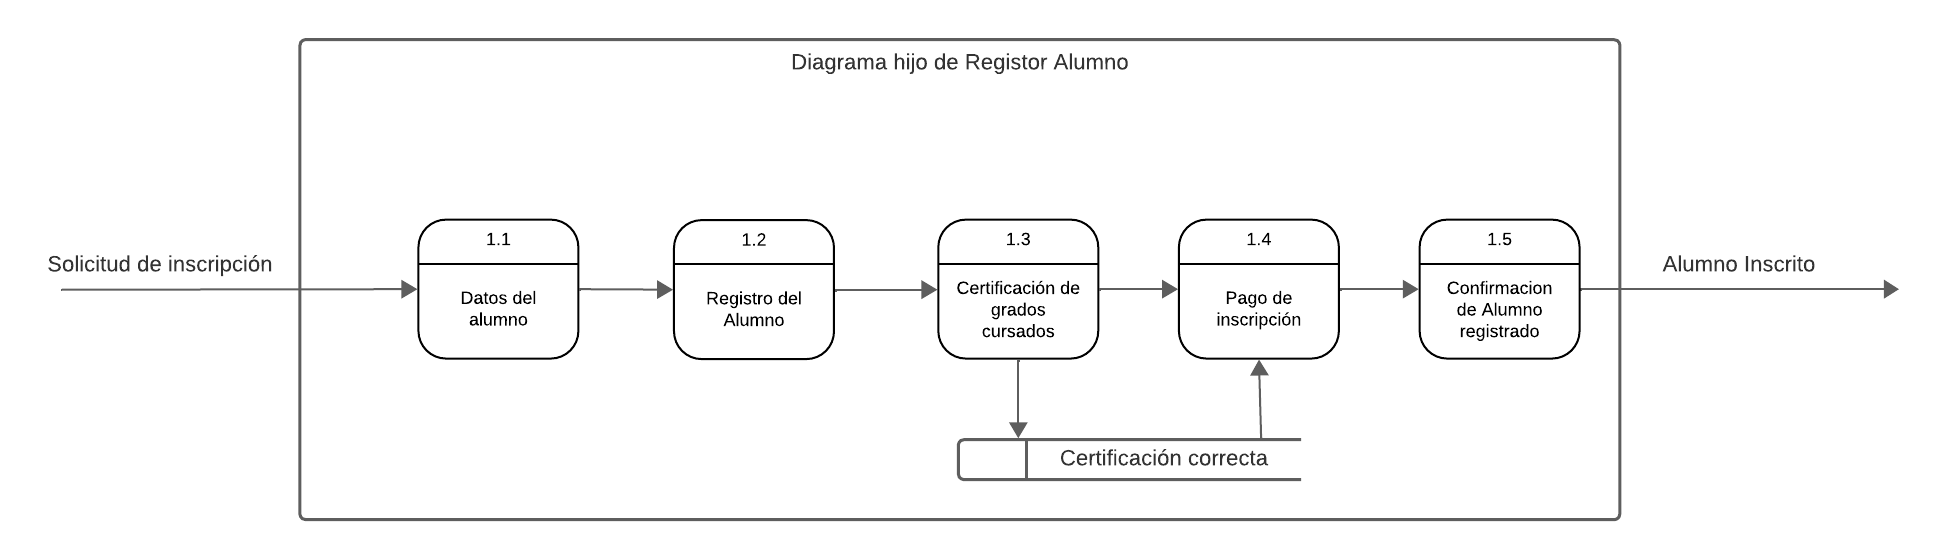 Diagrama hijo de Registor Alumno
Solicitud de inscripción
1.1
Datos del
alumno
1.2
Registro del
Alumno
1.3
Certificación de
grados
cursados
1.4
Pago de
inscripción
1.5
Confirmacion
de Alumno
registrado
Alumno Inscrito
Certificación correcta